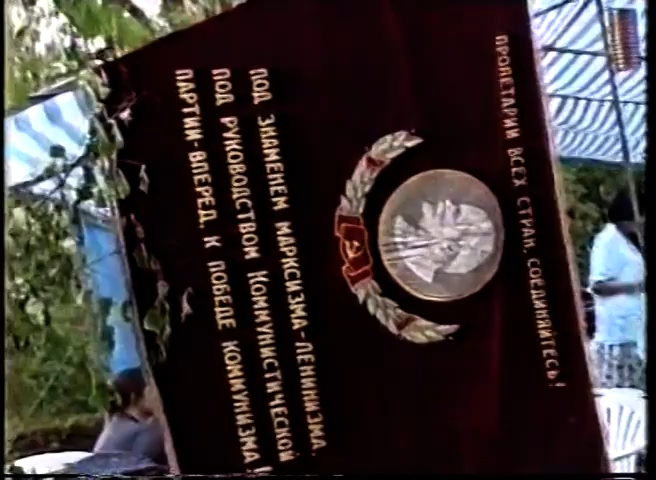 ПРОЛЕТАРИИ ВСЕХ СТРАН, СОЕДИНЯЙТЕСЬ!
ПОД ЗНАМЕНЕМ МАРКСИЗМА-ЛЕНИНИЗМА,
ПОД РУКОВОДСТВОМ КОММУНИСТИЧЕСКОЙ
ПАРТИИ-ВПЕРЕД, К ПОБЕДЕ КОММУНИЗМА!